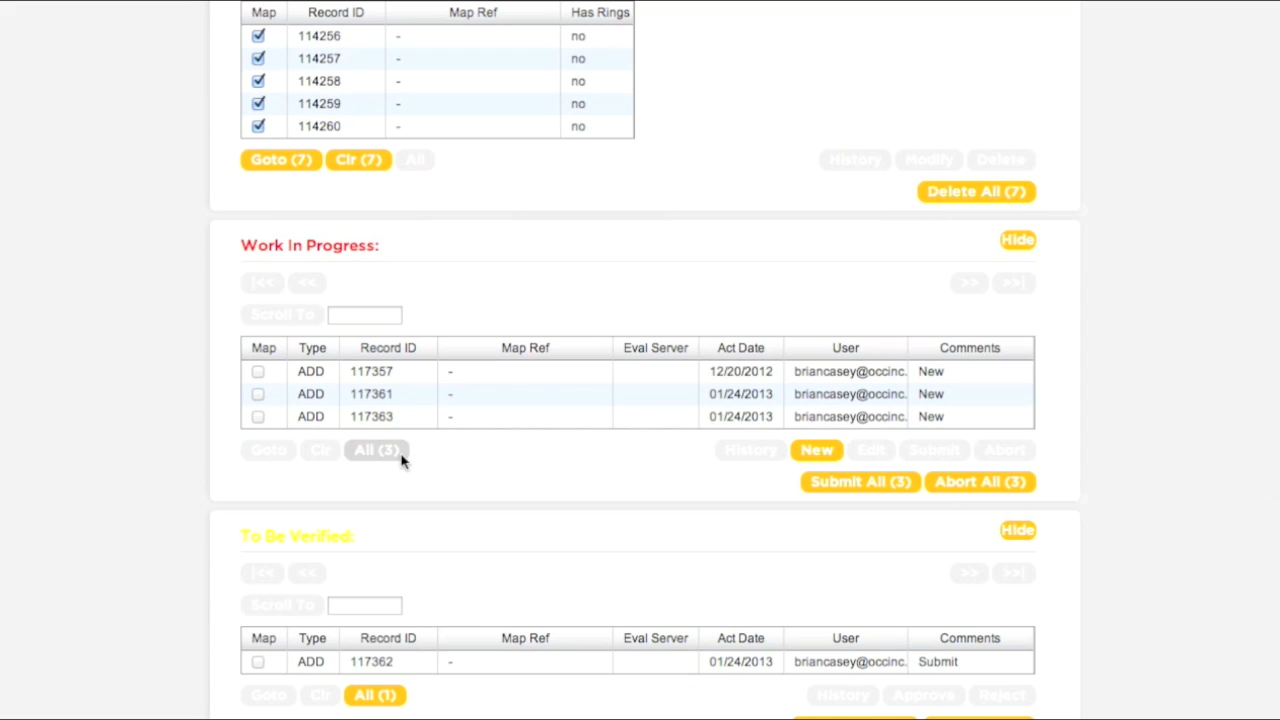 Map Record ID Map Ref Has Rings
114256 - no
114257 - no
114258 - no
114259 - no
114260 - no
Goto (7) Clr (7) All History Modify Delete
Delete All (7)
Work In Progress: Hide
|<< << >> >>|
Scroll To
Map Type Record ID Map Ref Eval Server Act Date User Comments
ADD 117357 - 12/20/2012 briancasey@occinc. New
ADD 117361 - 01/24/2013 briancasey@occinc. New
ADD 117363 - 01/24/2013 briancasey@occinc. New
Goto Clr All (3) History New Edit Submit Abort
Submit All (3) Abort All (3)
To Be Verified: Hide
|<< << >> >>|
Scroll To
Map Type Record ID Map Ref Eval Server Act Date User Comments
ADD 117362 - 01/24/2013 briancasey@occinc. Submit
Goto Clr All (1) History Approve Reject